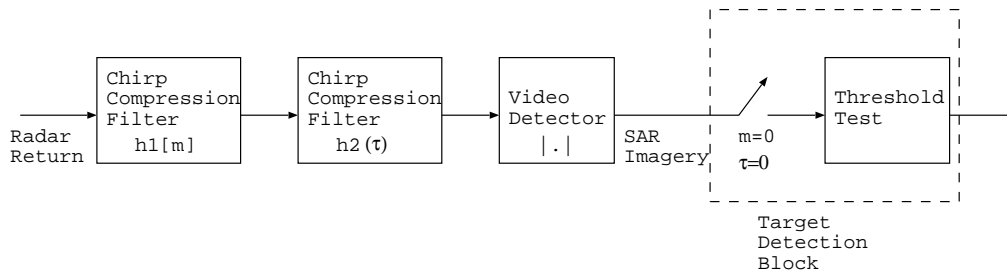 Chirp
Compression
Filter
h1[m]
Chirp
Compression
Filter
h2(τ)
Video
Detector
|.|
Threshold
Test
Radar
Return
SAR
Imagery
m=0
τ=0
Target
Detection
Block